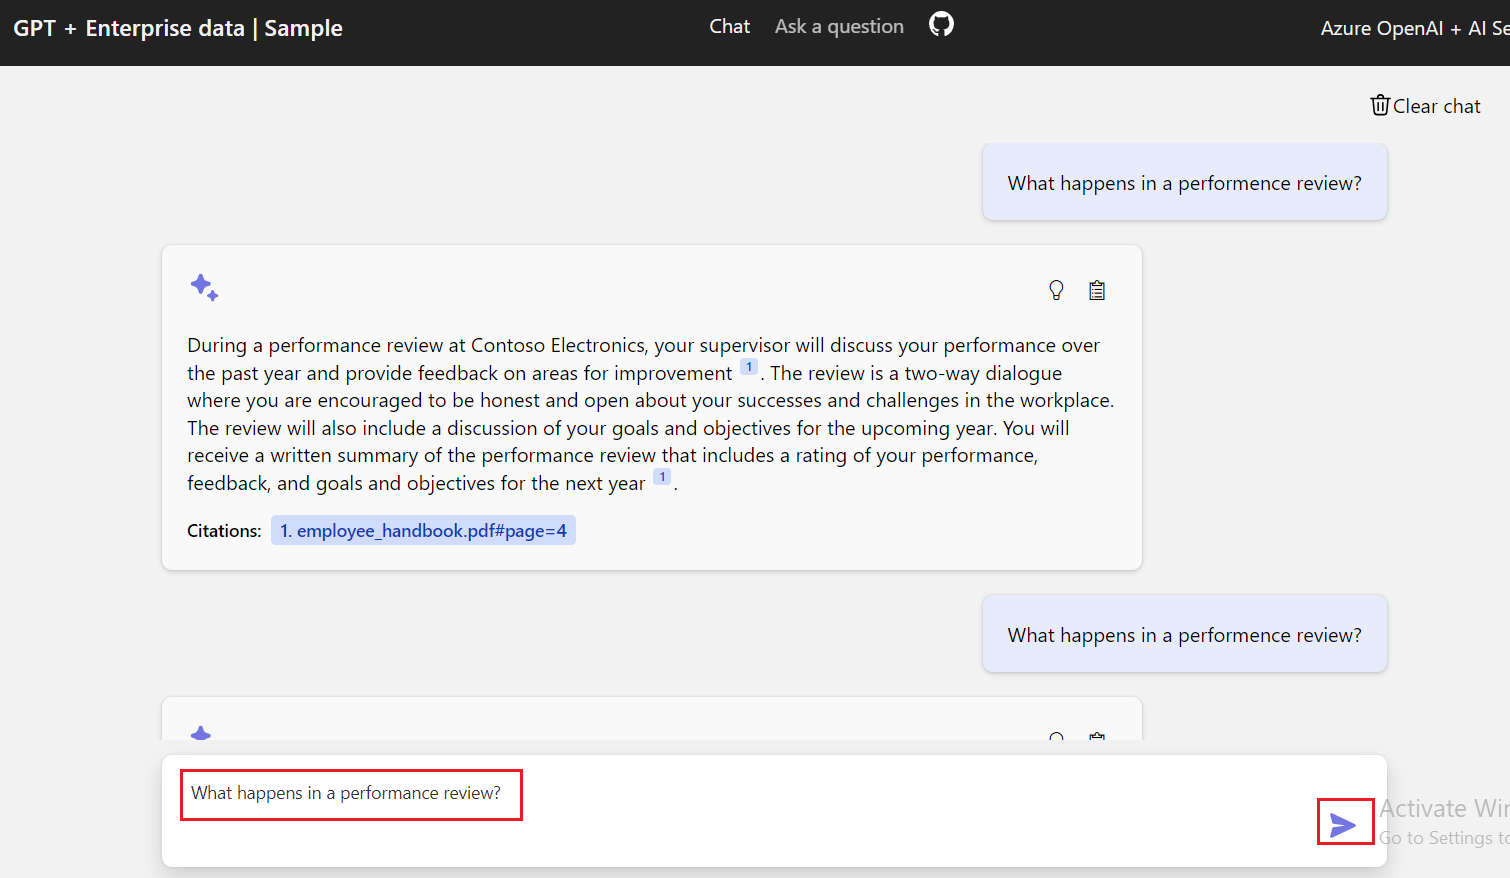 GPT + Enterprise data | Sample
Chat
Ask a question
Azure OpenAI + AI
Clear chat
What happens in a performence review?
During a performance review at Contoso Electronics, your supervisor will discuss your performance over
the past year and provide feedback on areas for improvement 1 . The review is a two-way dialogue
where you are encouraged to be honest and open about your successes and challenges in the workplace.
The review will also include a discussion of your goals and objectives for the upcoming year. You will
receive a written summary of the performance review that includes a rating of your performance,
feedback, and goals and objectives for the next year 1 .
Citations: 1. employee_handbook.pdf#page=4
What happens in a performence review?
What happens in a performance review?
Activate
Go to Settings